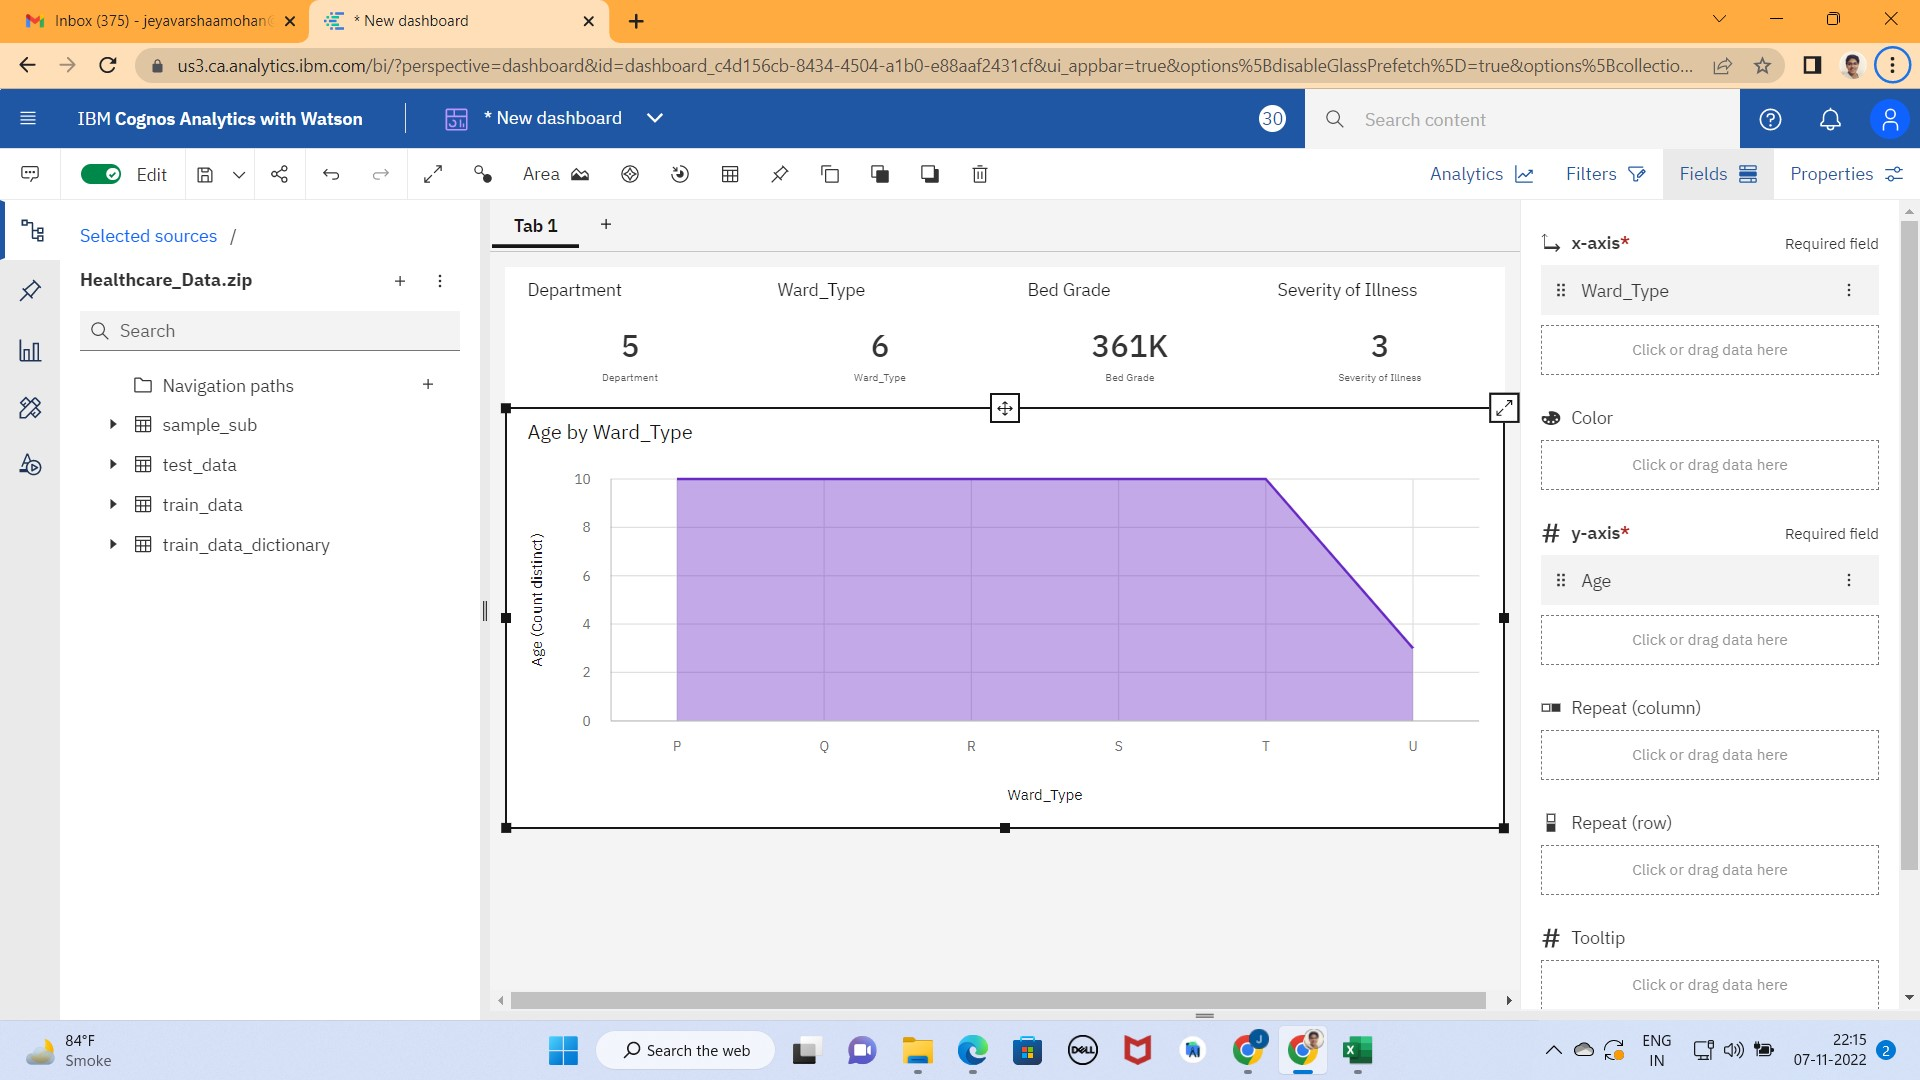 Inbox (375) - jeyavarshaamohan
* New dashboard
us3.ca.analytics.ibm.com/bi/?perspective=dashboard&id=dashboard_c4d156cb-8434-4504-a1b0-e88aaf2431cf&ui_appbar=true&options%5BdisableGlassPrefetch%5D=true&options%5Bcollectio...
IBM Cognos Analytics with Watson
* New dashboard
30
Search content
Edit
Area
Analytics
Filters
Fields
Properties
Selected sources /
Healthcare_Data.zip
Search
Navigation paths
sample_sub
test_data
train_data
train_data_dictionary
Tab 1
Department
Ward_Type
Bed Grade
Severity of Illness
5
6
361K
3
Department
Ward_Type
Bed Grade
Severity of Illness
Age by Ward_Type
Age (Count distinct)
10
8
6
4
2
0
P
Q
R
S
T
U
Ward_Type
x-axis*
Required field
Ward_Type
Click or drag data here
Color
Click or drag data here
y-axis*
Required field
Age
Click or drag data here
Repeat (column)
Click or drag data here
Repeat (row)
Click or drag data here
Tooltip
Click or drag data here
84°F
Smoke
Search the web
DELL
J
ENG
IN
22:15
07-11-2022
2